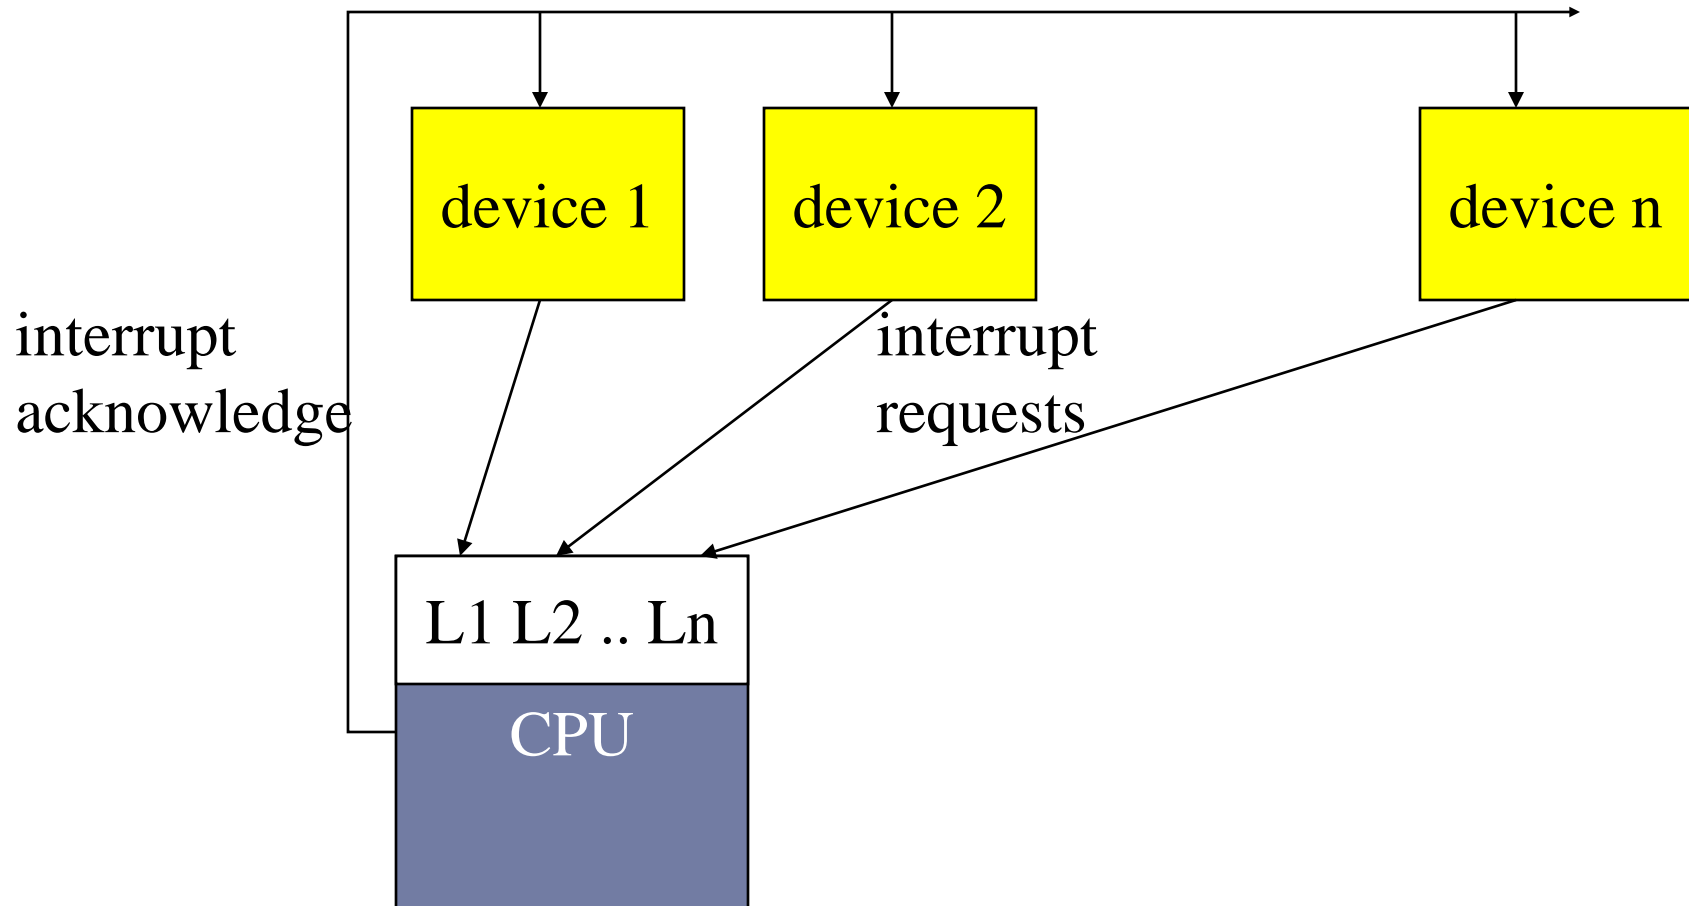 device 1
device 2
device n
interrupt
acknowledge
interrupt
requests
L1 L2 .. Ln
CPU